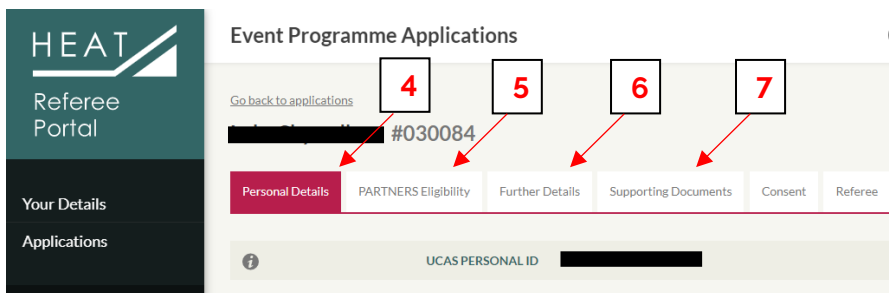 HEAT
Referee
Portal
Your Details
Applications
Event Programme Applications
4
5
6
7
Go back to applications
#030084
Personal Details
PARTNERS Eligibility
Further Details
Supporting Documents
Consent
Referee
UCAS PERSONAL ID